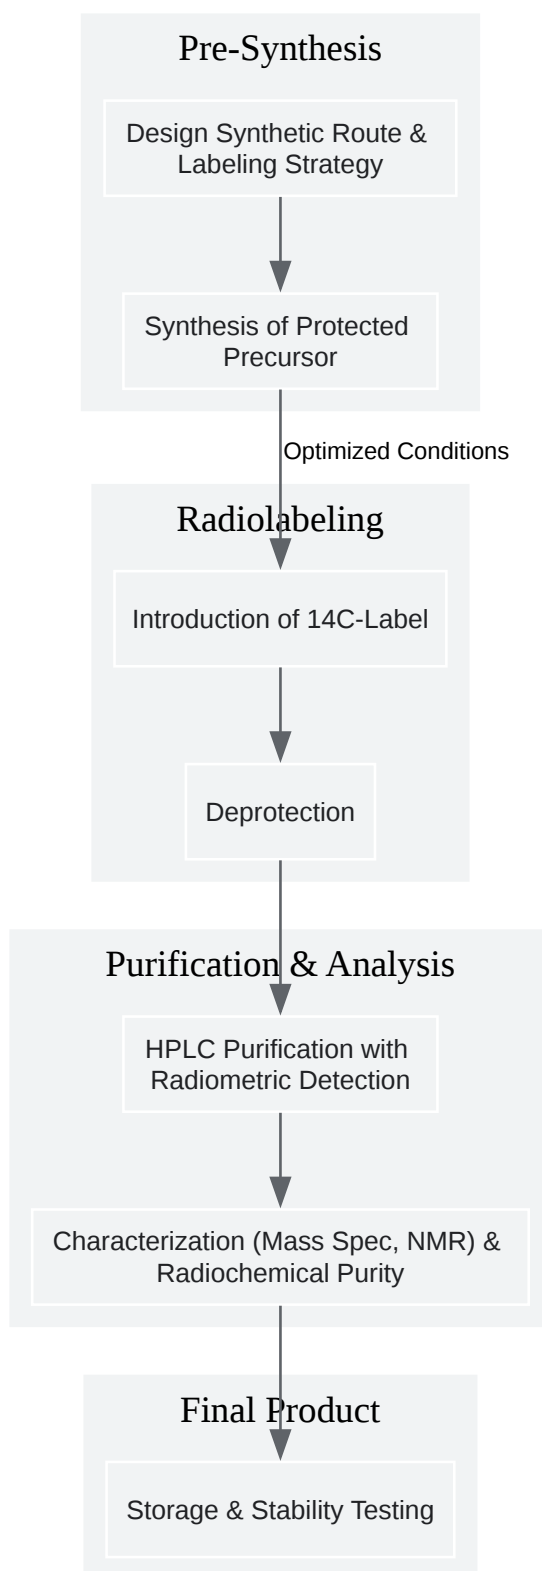 Pre-Synthesis
Design Synthetic Route &
Labeling Strategy
Synthesis of Protected
Precursor
Optimized Conditions
Radiolabeling
Introduction of 14C-Label
Deprotection
Purification & Analysis
HPLC Purification with
Radiometric Detection
Characterization (Mass Spec, NMR) &
Radiochemical Purity
Final Product
Storage & Stability Testing